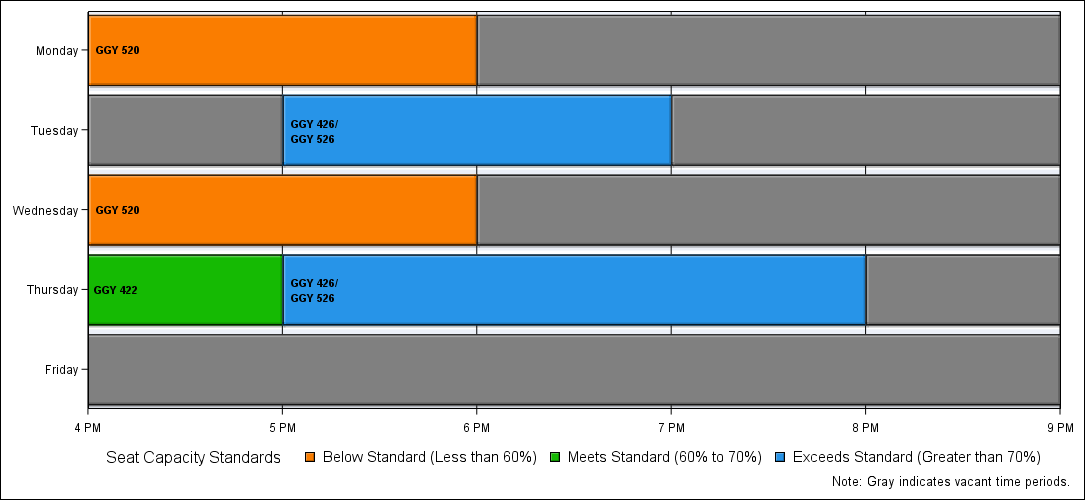 Monday
GGY 520
Tuesday
GGY 426/
GGY 526
Wednesday
GGY 520
Thursday
GGY 422
GGY 426/
GGY 526
Friday
4 PM 5 PM 6 PM 7 PM 8 PM 9 PM
Seat Capacity Standards Below Standard (Less than 60%) Meets Standard (60% to 70%) Exceeds Standard (Greater than 70%)
Note: Gray indicates vacant time periods.